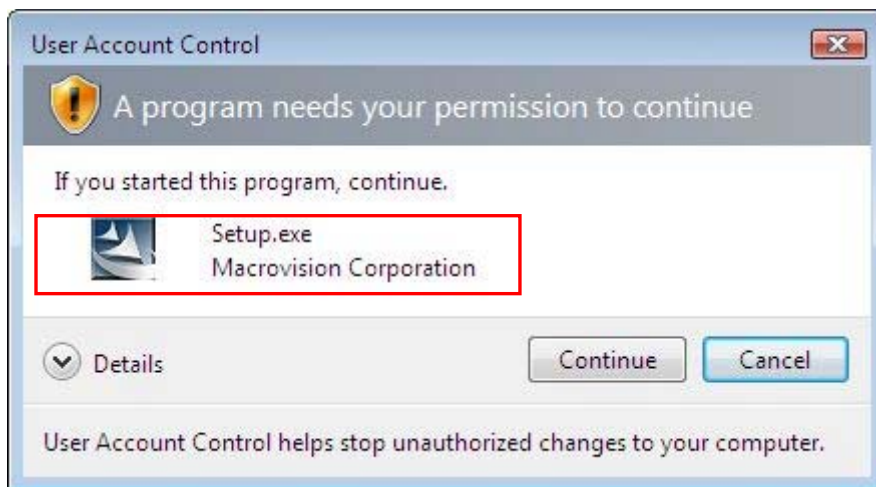 User Account Control
A program needs your permission to continue
If you started this program, continue.
Setup.exe
Macrovision Corporation
Details
Continue
Cancel
User Account Control helps stop unauthorized changes to your computer.